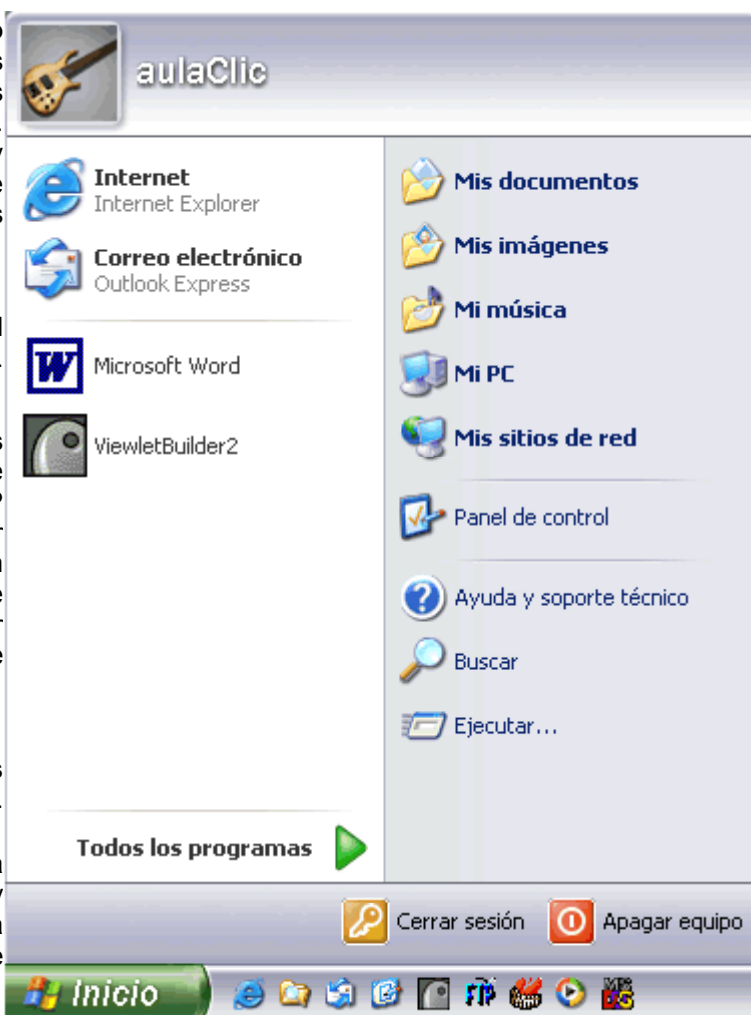 aulaClic
Internet
Internet Explorer
Correo electrónico
Outlook Express
Microsoft Word
ViewletBuilder2
Todos los programas
Mis documentos
Mis imágenes
Mi música
Mi PC
Mis sitios de red
Panel de control
Ayuda y soporte técnico
Buscar
Ejecutar...
Cerrar sesión
Apagar equipo
Inicio
FTP